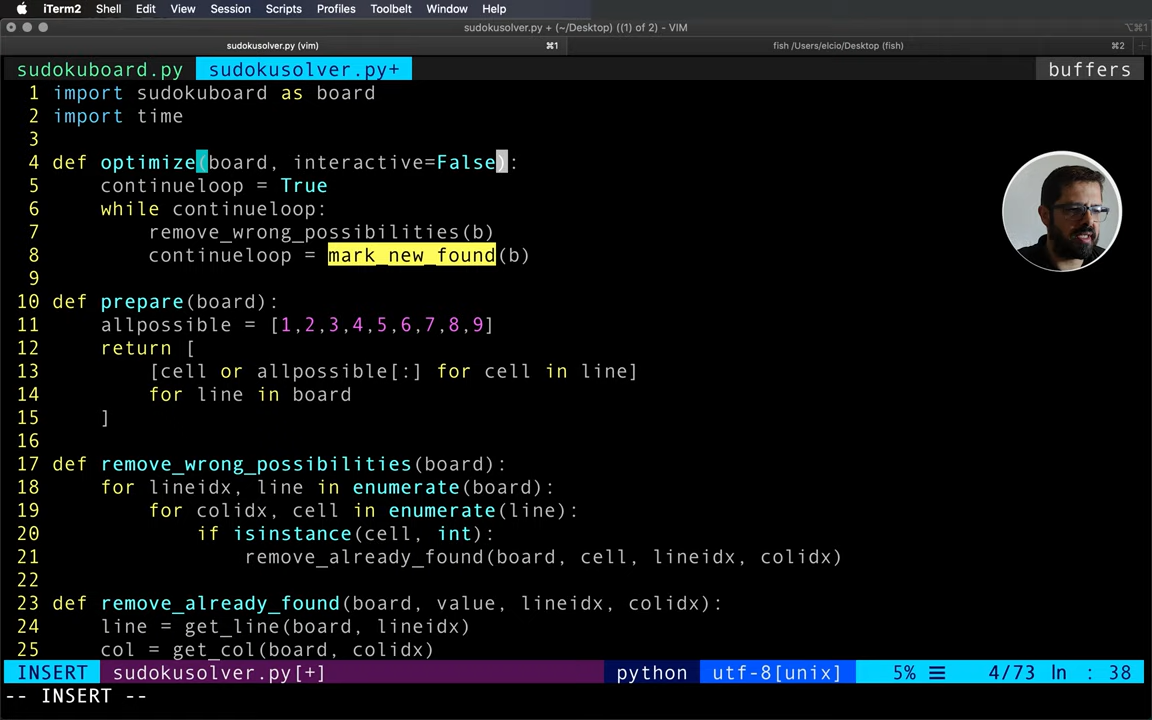 iTerm2 Shell Edit View Session Scripts Profiles Toolbelt Window Help
sudokusolver.py + (~/Desktop) ((1) of 2) - VIM
⌥⌘1
sudokusolver.py (vim) ⌘1 fish /Users/elcio/Desktop (fish) ⌘2
sudokuboard.py sudokusolver.py+ buffers
1 import sudokuboard as board
2 import time
3
4 def optimize(board, interactive=False):
5     continueloop = True
6     while continueloop:
7         remove_wrong_possibilities(b)
8         continueloop = mark_new_found(b)
9
10 def prepare(board):
11     allpossible = [1,2,3,4,5,6,7,8,9]
12     return [
13         [cell or allpossible[:] for cell in line]
14         for line in board
15     ]
16
17 def remove_wrong_possibilities(board):
18     for lineidx, line in enumerate(board):
19         for colidx, cell in enumerate(line):
20             if isinstance(cell, int):
21                 remove_already_found(board, cell, lineidx, colidx)
22
23 def remove_already_found(board, value, lineidx, colidx):
24     line = get_line(board, lineidx)
25     col = get_col(board, colidx)
INSERT sudokusolver.py[+] python utf-8[unix] 5% ☰ 4/73 ln : 38
-- INSERT --